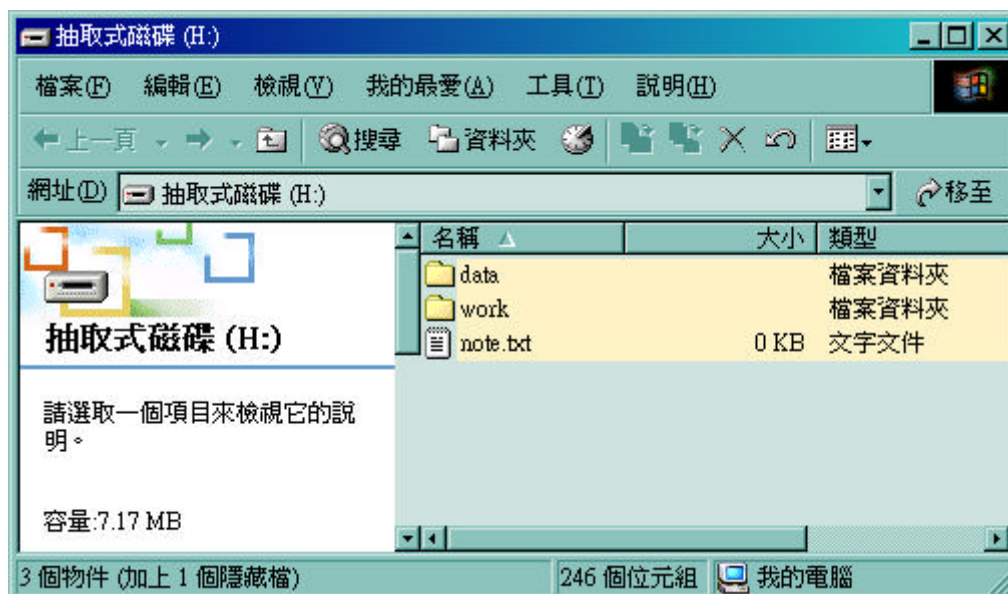 抽取式磁碟 (H:)
檔案(F) 編輯(E) 檢視(V) 我的最愛(A) 工具(T) 說明(H)
上一頁 搜尋 資料夾
網址(D) 抽取式磁碟 (H:) 移至
名稱 大小 類型
data 檔案資料夾
work 檔案資料夾
note.txt 0 KB 文字文件
抽取式磁碟 (H:)
請選取一個項目來檢視它的說
明。
容量:7.17 MB
3 個物件 (加上 1 個隱藏檔) 246 個位元組 我的電腦